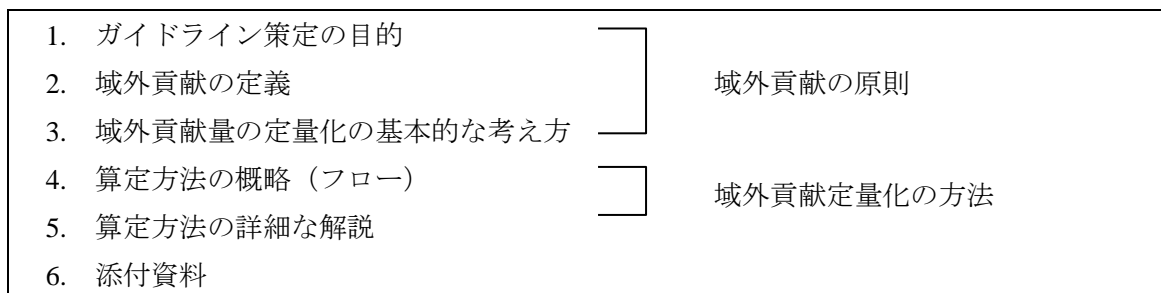 1. ガイドライン策定の目的
2. 域外貢献の定義
域外貢献の原則
3. 域外貢献量の定量化の基本的な考え方
4. 算定方法の概略（フロー）
域外貢献定量化の方法
5. 算定方法の詳細な解説
6. 添付資料